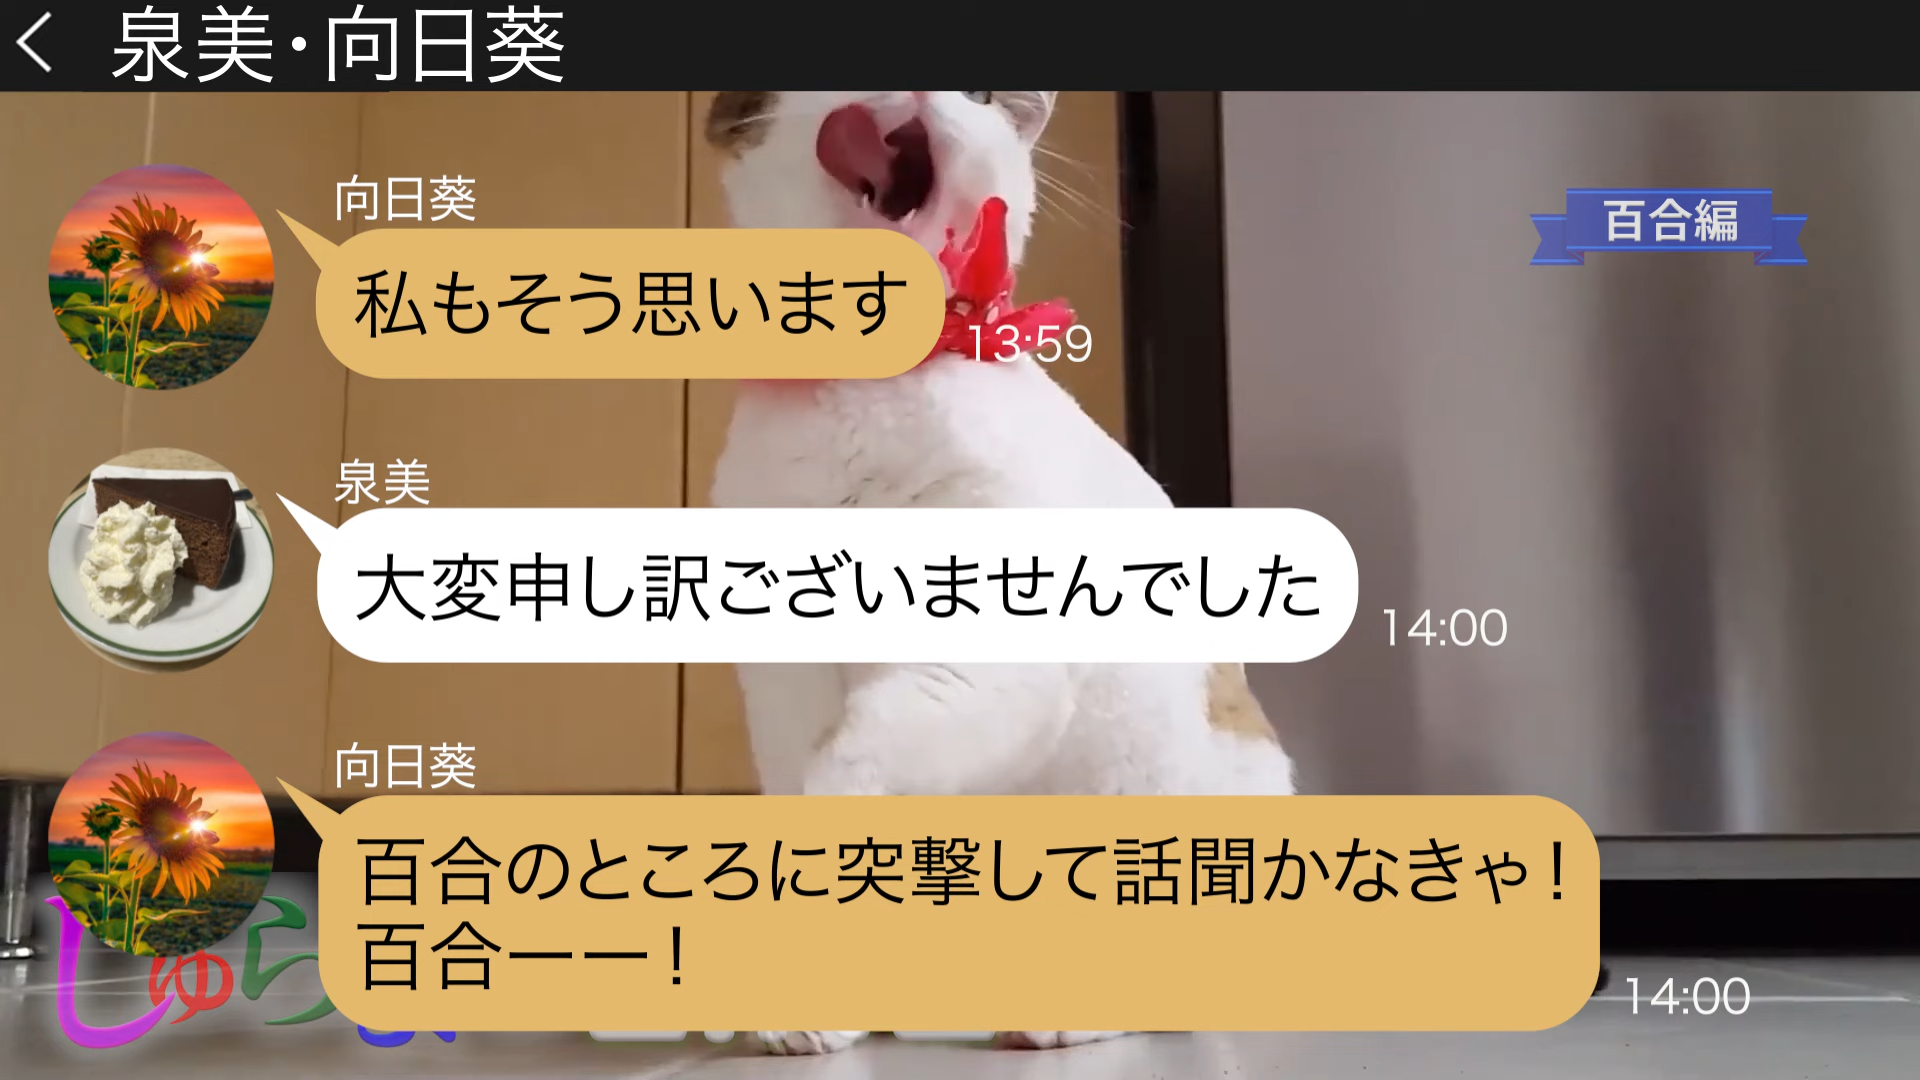 泉美・向日葵
百合編
向日葵
私もそう思います
13:59
泉美
大変申し訳ございませんでした
14:00
向日葵
百合のところに突撃して話聞かなきゃ！
百合ーー！
14:00
しゅら